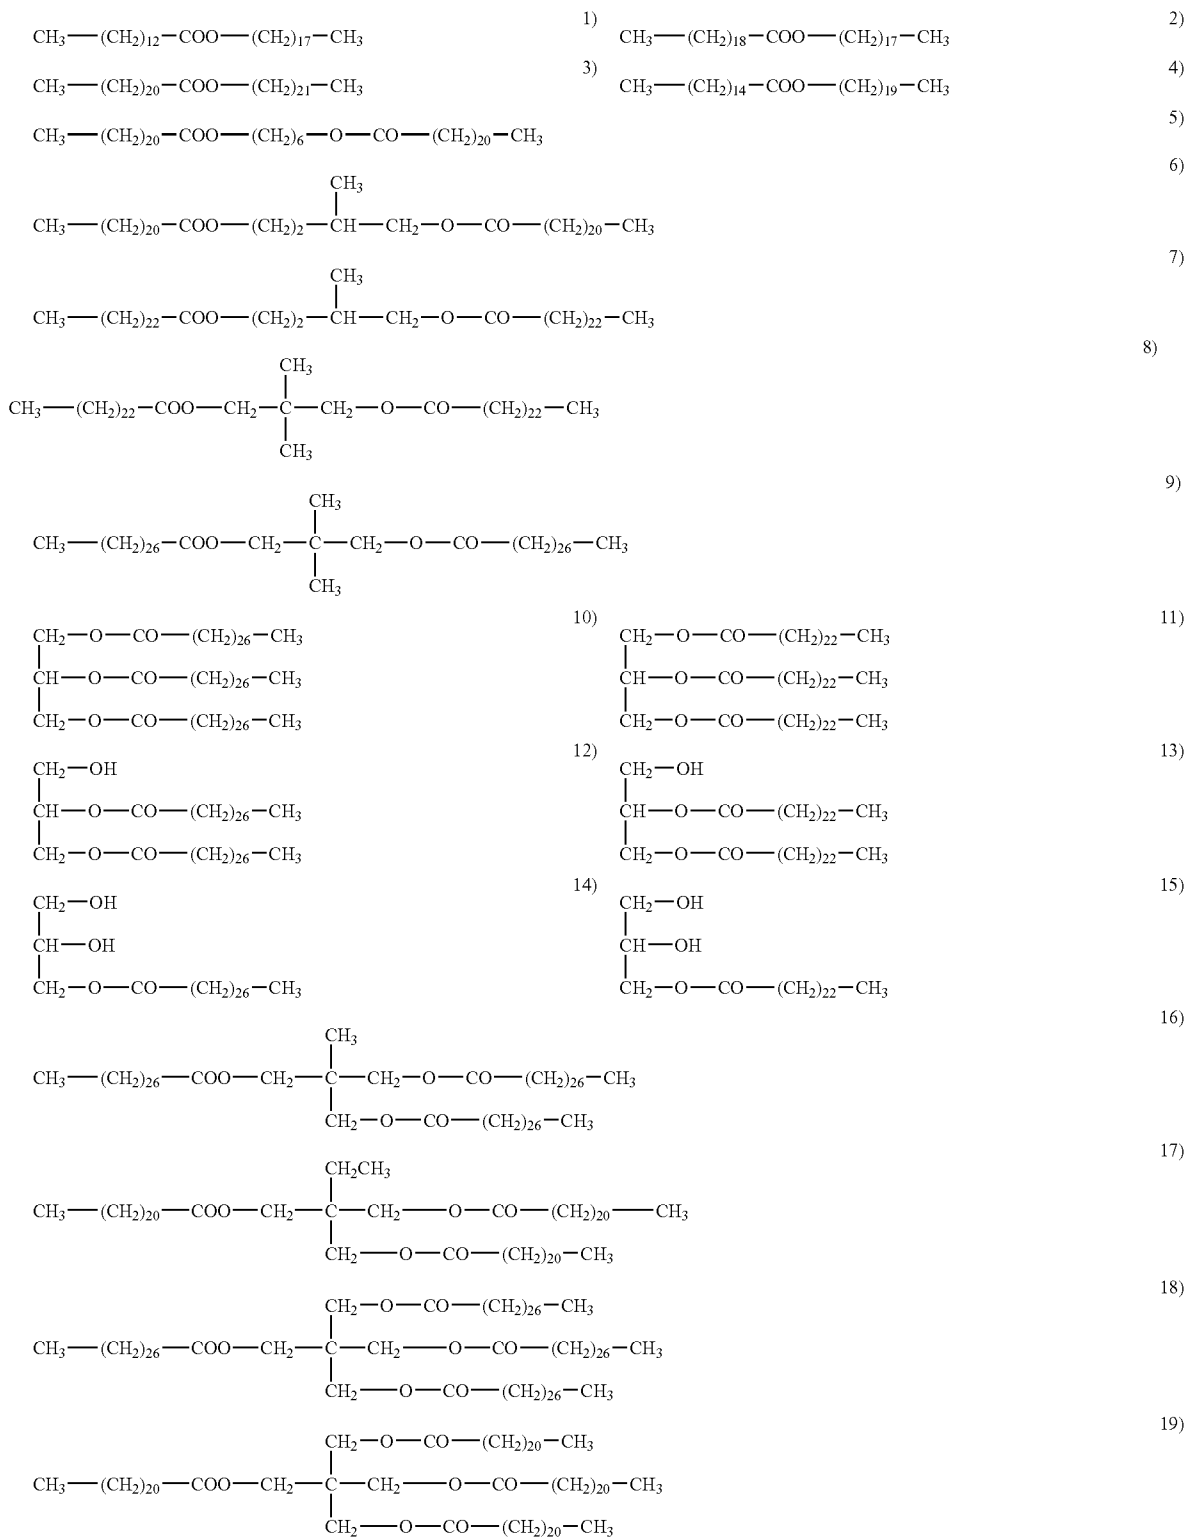 1) 2)
CH3—(CH2)12—COO—(CH2)17—CH3 CH3—(CH2)18—COO—(CH2)17—CH3
3) 4)
CH3—(CH2)20—COO—(CH2)21—CH3 CH3—(CH2)14—COO—(CH2)19—CH3
5)
CH3—(CH2)20—COO—(CH2)6—O—CO—(CH2)20—CH3
6)
CH3
CH3—(CH2)20—COO—(CH2)2—CH—CH2—O—CO—(CH2)20—CH3
7)
CH3
CH3—(CH2)22—COO—(CH2)2—CH—CH2—O—CO—(CH2)22—CH3
8)
CH3
CH3—(CH2)22—COO—CH2—C—CH2—O—CO—(CH2)22—CH3
CH3
9)
CH3
CH3—(CH2)26—COO—CH2—C—CH2—O—CO—(CH2)26—CH3
CH3
10) 11)
CH2—O—CO—(CH2)26—CH3 CH2—O—CO—(CH2)22—CH3
CH—O—CO—(CH2)26—CH3 CH—O—CO—(CH2)22—CH3
CH2—O—CO—(CH2)26—CH3 CH2—O—CO—(CH2)22—CH3
12) 13)
CH2—OH CH2—OH
CH—O—CO—(CH2)26—CH3 CH—O—CO—(CH2)22—CH3
CH2—O—CO—(CH2)26—CH3 CH2—O—CO—(CH2)22—CH3
14) 15)
CH2—OH CH2—OH
CH—OH CH—OH
CH2—O—CO—(CH2)26—CH3 CH2—O—CO—(CH2)22—CH3
16)
CH3
CH3—(CH2)26—COO—CH2—C—CH2—O—CO—(CH2)26—CH3
CH2—O—CO—(CH2)26—CH3
17)
CH2CH3
CH3—(CH2)20—COO—CH2—C—CH2—O—CO—(CH2)20—CH3
CH2—O—CO—(CH2)20—CH3
18)
CH2—O—CO—(CH2)26—CH3
CH3—(CH2)26—COO—CH2—C—CH2—O—CO—(CH2)26—CH3
CH2—O—CO—(CH2)26—CH3
19)
CH2—O—CO—(CH2)20—CH3
CH3—(CH2)20—COO—CH2—C—CH2—O—CO—(CH2)20—CH3
CH2—O—CO—(CH2)20—CH3